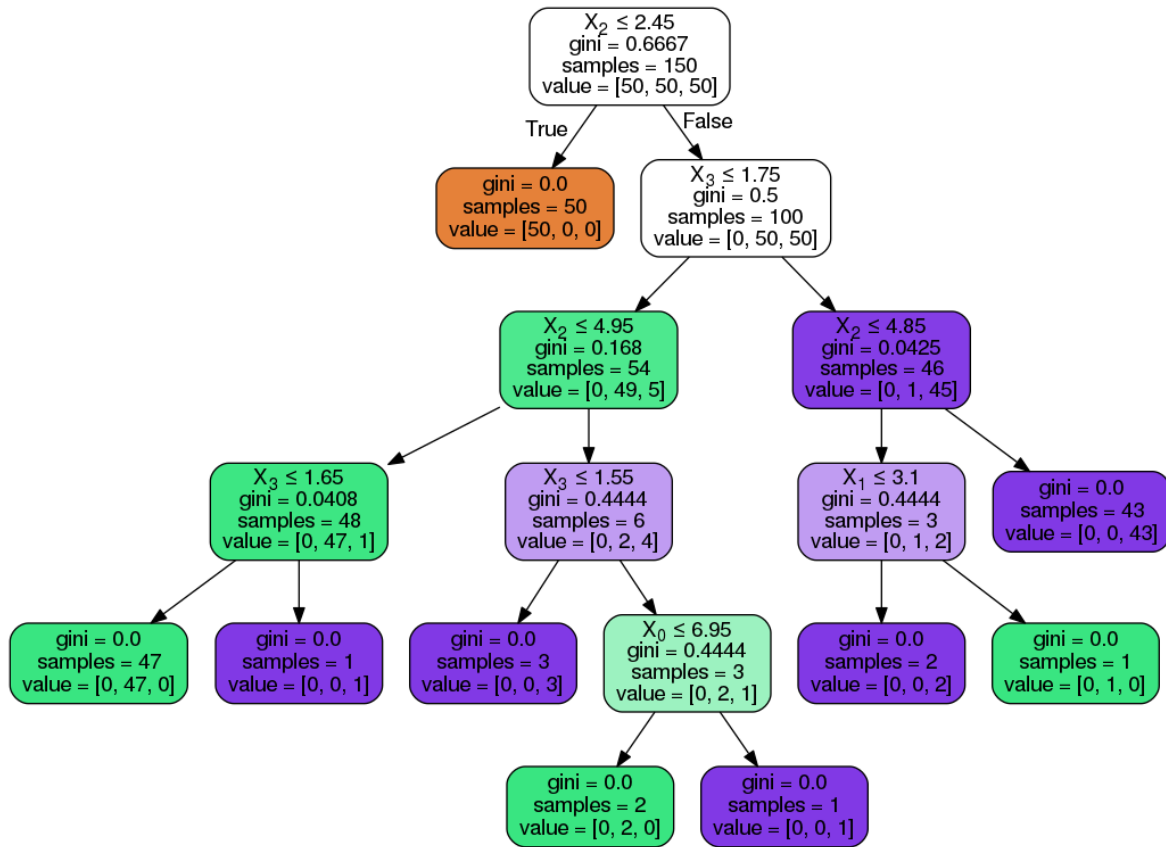 X₂ ≤ 2.45
gini = 0.6667
samples = 150
value = [50, 50, 50]
True
False
gini = 0.0
samples = 50
value = [50, 0, 0]
X₃ ≤ 1.75
gini = 0.5
samples = 100
value = [0, 50, 50]
X₂ ≤ 4.95
gini = 0.168
samples = 54
value = [0, 49, 5]
X₂ ≤ 4.85
gini = 0.0425
samples = 46
value = [0, 1, 45]
X₃ ≤ 1.65
gini = 0.0408
samples = 48
value = [0, 47, 1]
X₃ ≤ 1.55
gini = 0.4444
samples = 6
value = [0, 2, 4]
X₁ ≤ 3.1
gini = 0.4444
samples = 3
value = [0, 1, 2]
gini = 0.0
samples = 43
value = [0, 0, 43]
gini = 0.0
samples = 47
value = [0, 47, 0]
gini = 0.0
samples = 1
value = [0, 0, 1]
gini = 0.0
samples = 3
value = [0, 0, 3]
X₀ ≤ 6.95
gini = 0.4444
samples = 3
value = [0, 2, 1]
gini = 0.0
samples = 2
value = [0, 0, 2]
gini = 0.0
samples = 1
value = [0, 1, 0]
gini = 0.0
samples = 2
value = [0, 2, 0]
gini = 0.0
samples = 1
value = [0, 0, 1]